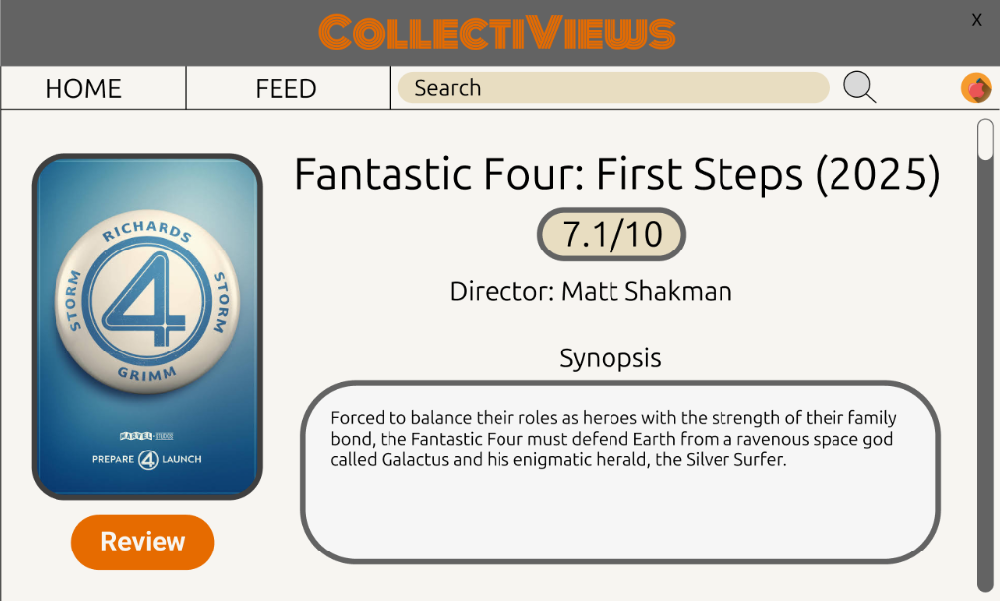 COLLECTIVIEWS
X
HOME
FEED
Search
Fantastic Four: First Steps (2025)
7.1/10
Director: Matt Shakman
Synopsis
Forced to balance their roles as heroes with the strength of their family
bond, the Fantastic Four must defend Earth from a ravenous space god
called Galactus and his enigmatic herald, the Silver Surfer.
RICHARDS
STORM
4
STORM
GRIMM
PREPARE 4 LAUNCH
Review